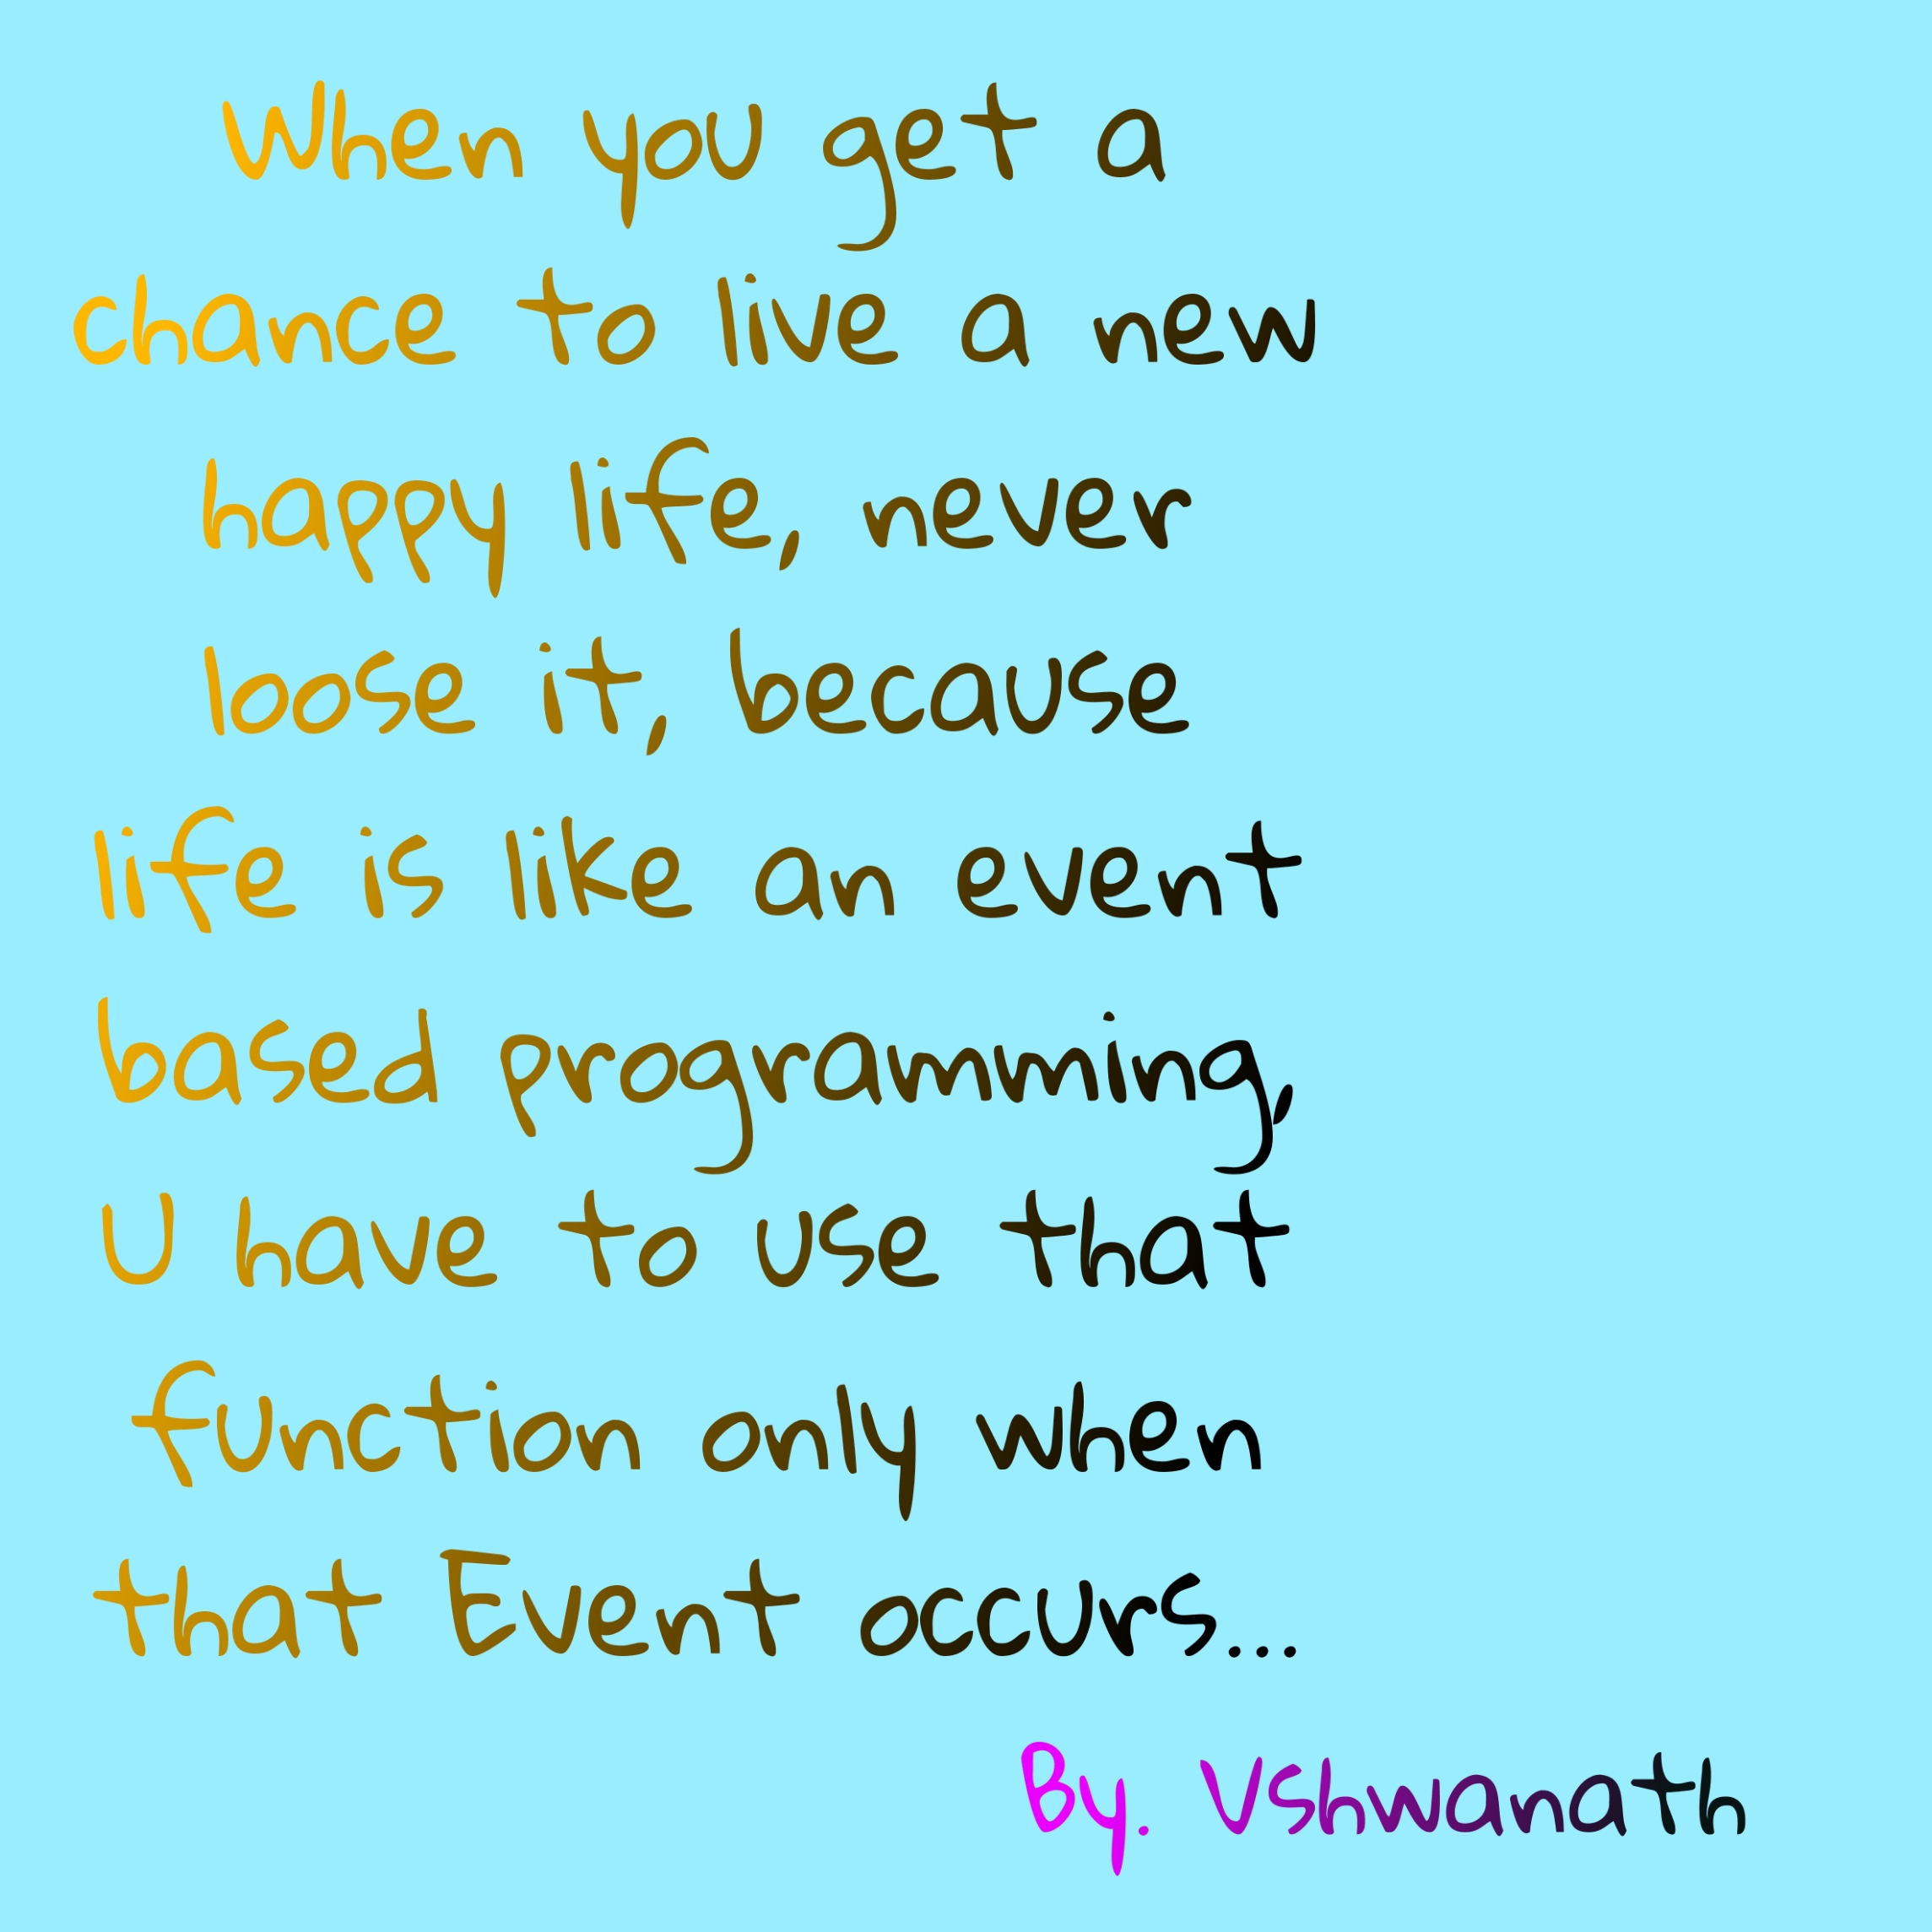 When you get a
chance to live a new
happy life, never
loose it, because
life is like an event
based programming,
U have to use that
function only when
that Event occurs...
By. Vshwanath